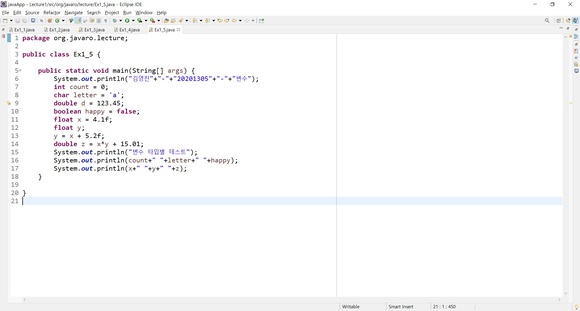 javaApp - Lecture1/src/org/javaro/lecture/Ex1_5.java - Eclipse IDE
File Edit Source Refactor Navigate Search Project Run Window Help
Ex1_1.java Ex1_2.java Ex1_3.java Ex1_4.java Ex1_5.java
1 package org.javaro.lecture;
2
3 public class Ex1_5 {
4
5 public static void main(String[] args) {
6 System.out.println("김영진"+"-"+"20201305"+"-"+"변수");
7 int count = 0;
8 char letter = 'a';
9 double d = 123.45;
10 boolean happy = false;
11 float x = 4.1f;
12 float y;
13 y = x + 5.2f;
14 double z = x*y + 15.01;
15 System.out.println("변수 타입별 테스트");
16 System.out.println(count+" "+letter+" "+happy);
17 System.out.println(x+" "+y+" "+z);
18 }
19
20 }
21
Writable Smart Insert 21 : 1 : 450